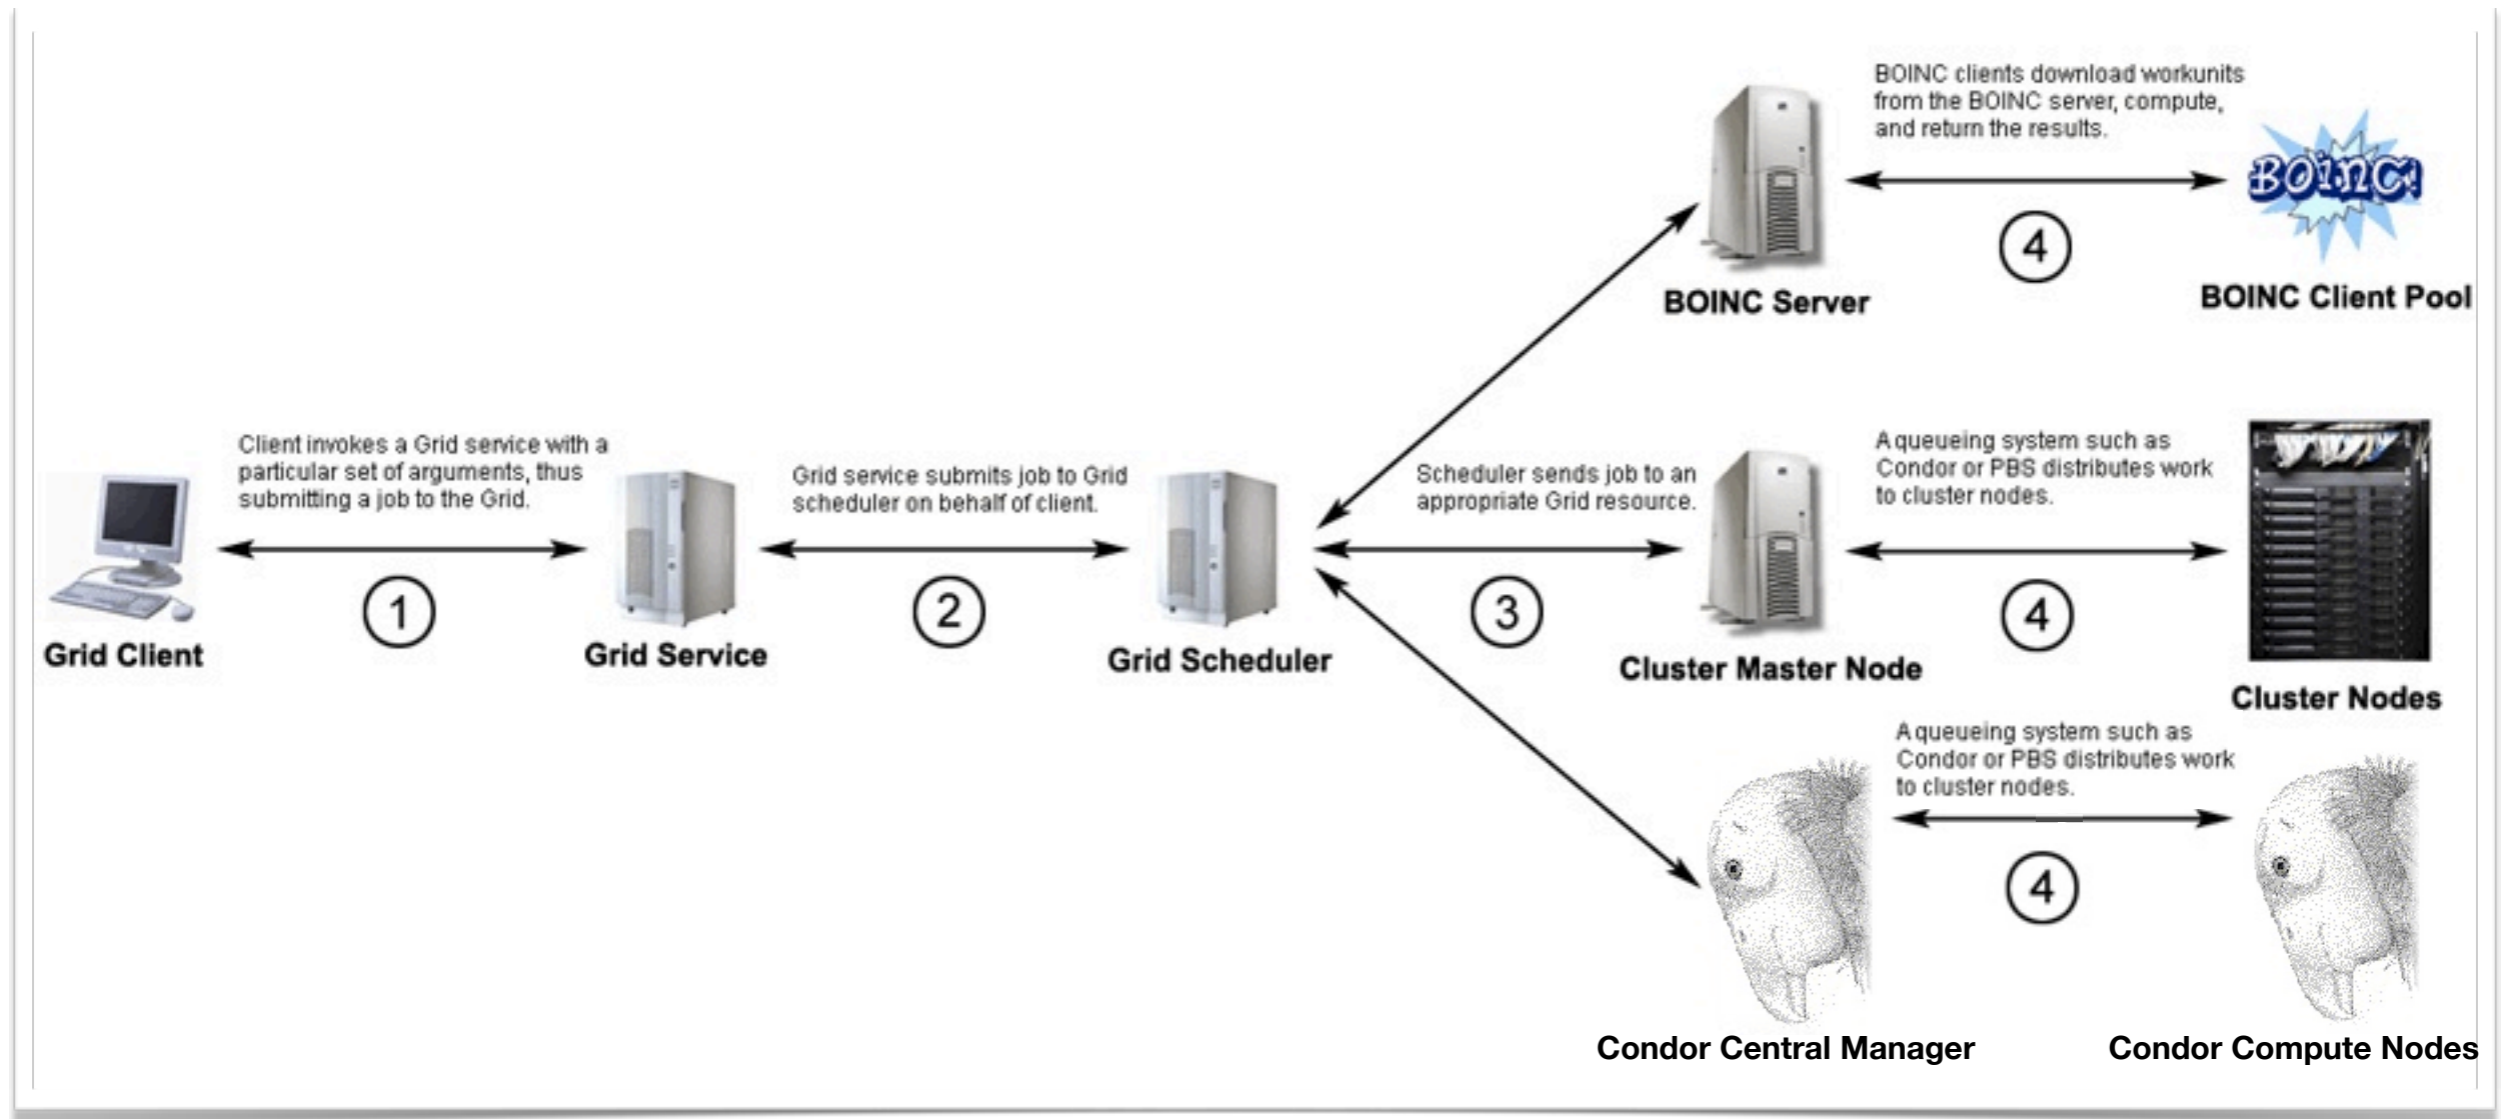 Client invokes a Grid service with a
particular set of arguments, thus
submitting a job to the Grid.
1
Grid Client
Grid service submits job to Grid
scheduler on behalf of client.
2
Grid Service
Grid Scheduler
Scheduler sends job to an
appropriate Grid resource.
3
BOINC clients download workunits
from the BOINC server, compute,
and return the results.
4
BOINC!
BOINC Server
BOINC Client Pool
A queueing system such as
Condor or PBS distributes work
to cluster nodes.
4
Cluster Master Node
Cluster Nodes
A queueing system such as
Condor or PBS distributes work
to cluster nodes.
4
Condor Central Manager
Condor Compute Nodes